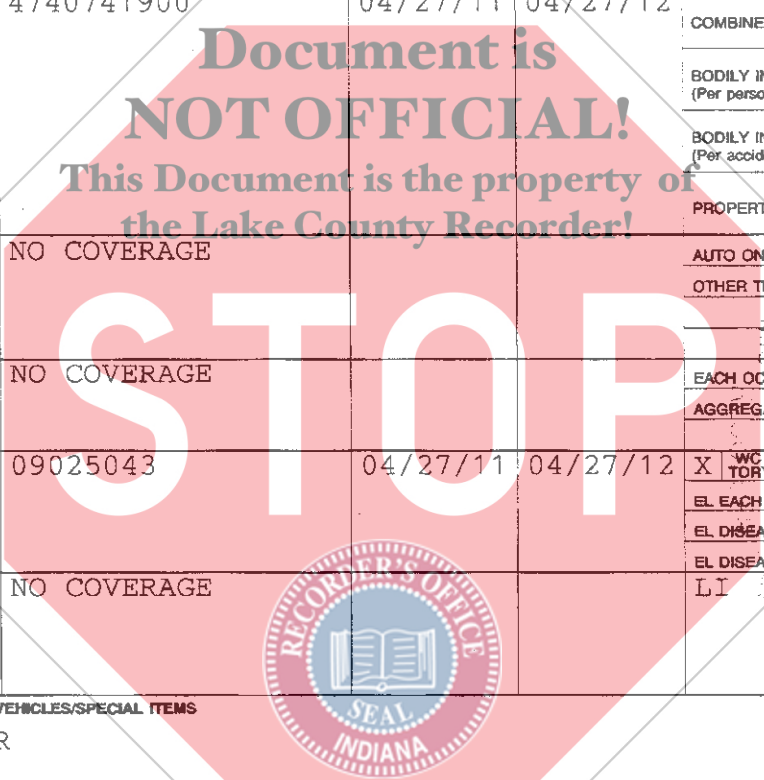 4740741900 04/27/11 04/27/12
COMBINE
Document is
NOT OFFICIAL!
This Document is the property of
the Lake County Recorder!
BODILY IN
(Per perso
BODILY IN
(Per accid
PROPERT
NO COVERAGE
AUTO ON
OTHER T
STOP
NO COVERAGE
EACH OC
AGGREG
09025043 04/27/11 04/27/12 X WC
TORY
EL EACH
EL DISEA
EL DISEA
NO COVERAGE
LI
RECORDER'S OFFICE
SEAL
INDIANA
VEHICLES/SPECIAL ITEMS
R